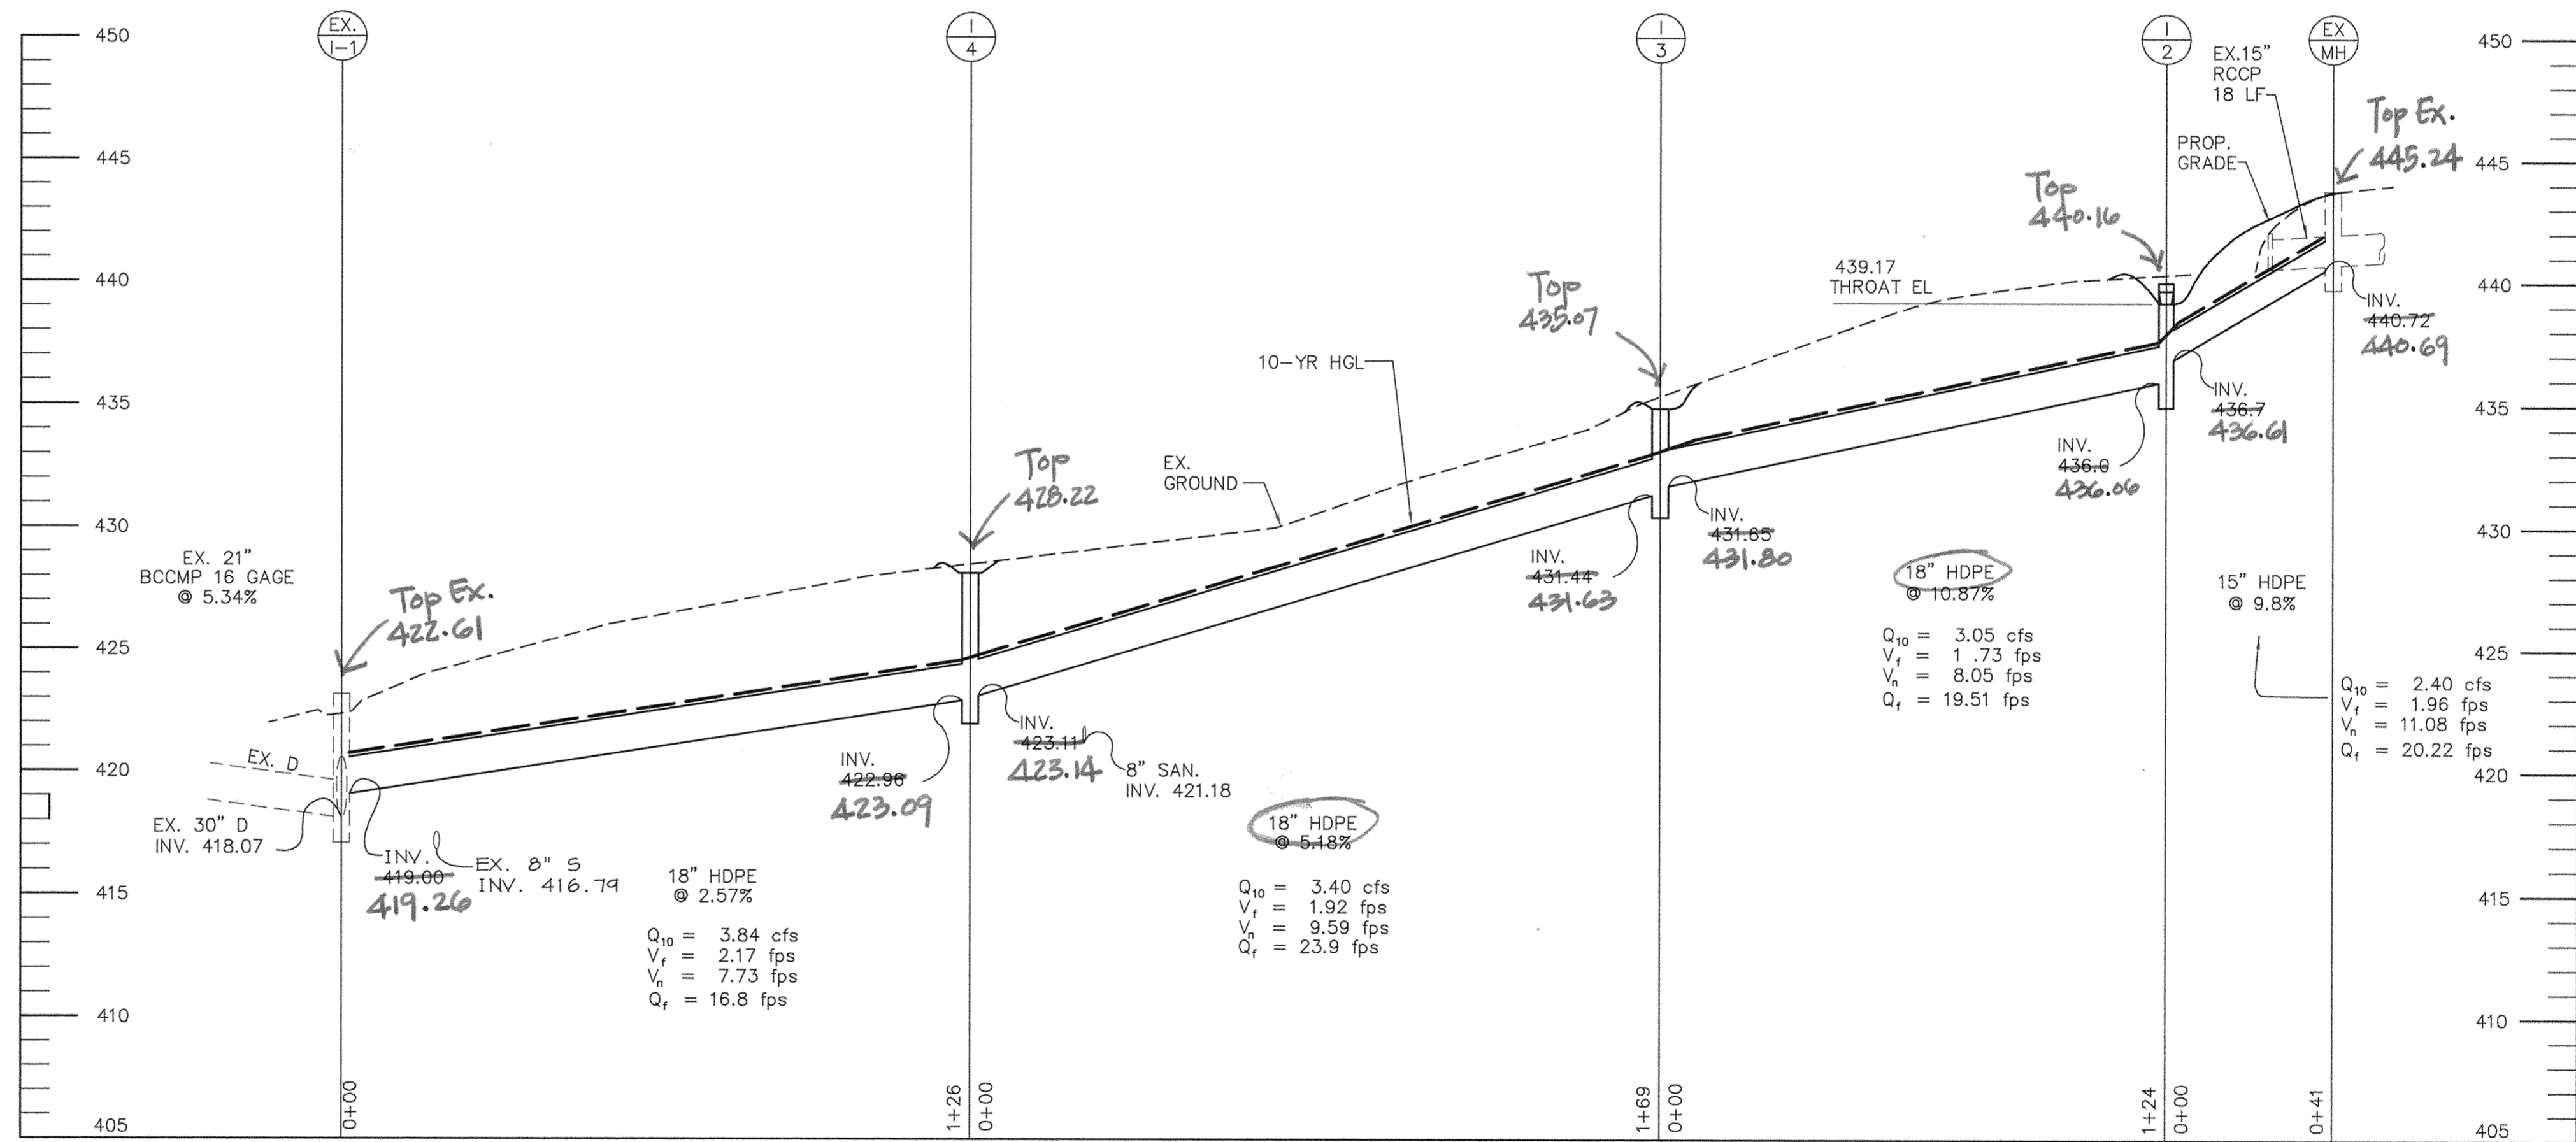 EX.
I-1
I
4
I
3
I
2
EX
MH
450
445
440
435
430
425
420
415
410
405
450
445
440
435
430
425
420
415
410
405
EX.15"
RCCP
18 LF
PROP.
GRADE
Top Ex.
445.24
Top
440.16
439.17
THROAT EL
Top
435.07
10-YR HGL
INV.
440.72
440.69
INV.
436.7
436.61
INV.
436.0
436.06
Top
428.22
EX.
GROUND
INV.
431.65
431.80
INV.
431.44
431.63
EX. 21"
BCCMP 16 GAGE
@ 5.34%
Top Ex.
422.61
18" HDPE
@ 10.87%
Q10 = 3.05 cfs
Vf = 1 .73 fps
Vn = 8.05 fps
Qf = 19.51 fps
15" HDPE
@ 9.8%
Q10 = 2.40 cfs
Vf = 1.96 fps
Vn = 11.08 fps
Qf = 20.22 fps
EX. D
EX. 30" D
INV. 418.07
INV.
419.00
419.26
EX. 8" S
INV. 416.79
INV.
422.96
423.09
INV.
423.11
423.14
8" SAN.
INV. 421.18
18" HDPE
@ 2.57%
Q10 = 3.84 cfs
Vf = 2.17 fps
Vn = 7.73 fps
Qf = 16.8 fps
18" HDPE
@ 5.18%
Q10 = 3.40 cfs
Vf = 1.92 fps
Vn = 9.59 fps
Qf = 23.9 fps
0+00
1+26
0+00
1+69
0+00
1+24
0+00
0+41